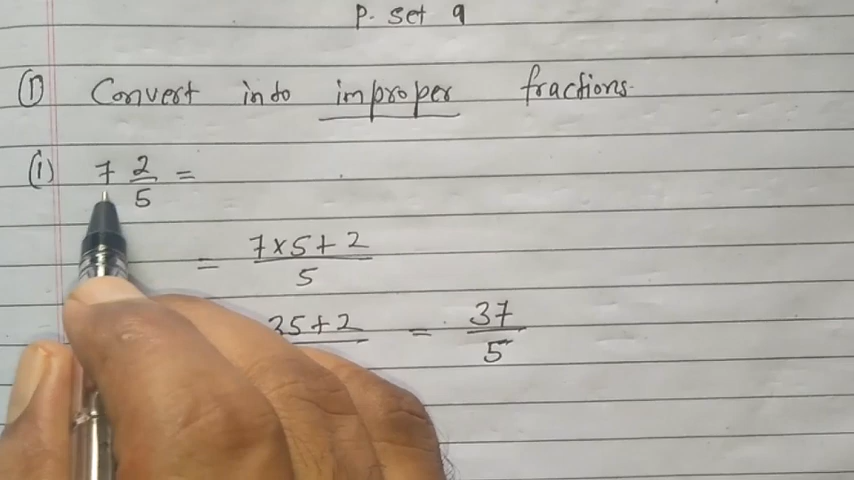 P. Set 9
(1) Convert into improper fractions.
(i) 7 2/5 =
= 7×5+2/5
35+2 = 37/5